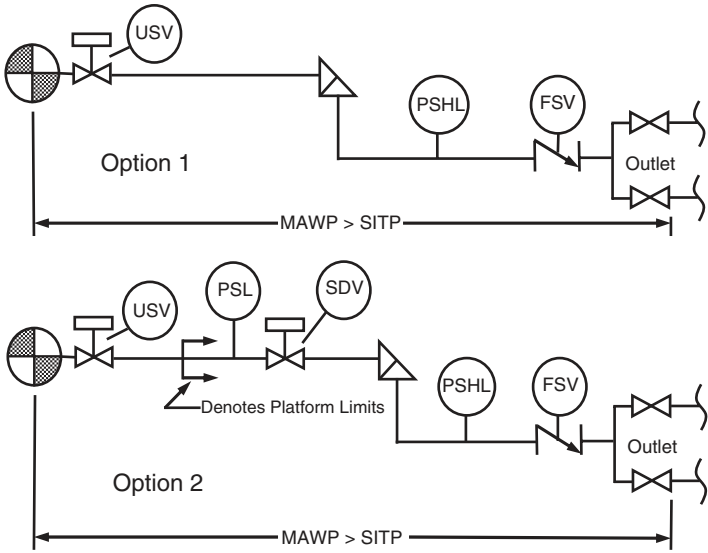 USV
PSHL
FSV
Outlet
Option 1
MAWP > SITP
USV
PSL
SDV
Denotes Platform Limits
PSHL
FSV
Outlet
Option 2
MAWP > SITP